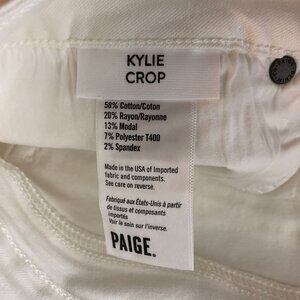 KYLIE
CROP
58% Cotton/Coton
20% Rayon/Rayonne
13% Modal
7% Polyester T400
2% Spandex
Made in the USA of Imported
fabric and components.
See care on reverse.
Fabriqué aux États-Unis à partir
de tissus et composants
importés
Voir le soin sur l'inverse.
PAIGE.